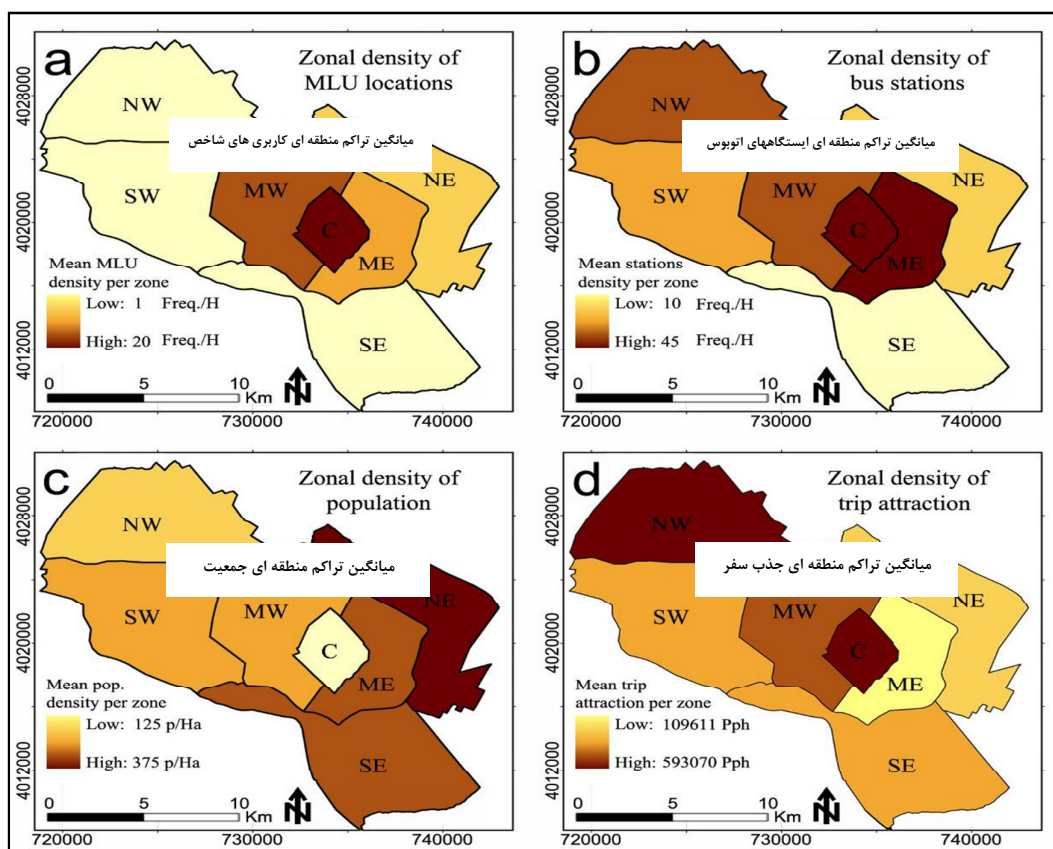 a
Zonal density of
MLU locations
NW
میانگین تراکم منطقه ای کاربری های شاخص
NE
SW
MW
C
ME
SE
Mean MLU
density per zone
Low: 1 Freq./H
High: 20 Freq./H
0 5 10
Km
N
4028000
4020000
4012000
720000 730000 740000
b
Zonal density of
bus stations
میانگین تراکم منطقه ای ایستگاههای اتوبوس
NE
MW
C
ME
SE
Mean stations
density per zone
Low: 10 Freq./H
High: 45 Freq./H
0 5 10
Km
N
4028000
4020000
4012000
720000 730000 740000
c
Zonal density of
population
NW
میانگین تراکم منطقه ای جمعیت
NE
SW
MW
C
ME
SE
Mean pop.
density per zone
Low: 125 p/Ha
High: 375 p/Ha
0 5 10
Km
N
4028000
4020000
4012000
720000 730000 740000
d
Zonal density of
trip attraction
NW
میانگین تراکم منطقه ای جذب سفر
NE
SW
MW
C
ME
SE
Mean trip
attraction per zone
Low: 109611 Pph
High: 593070 Pph
0 5 10
Km
N
4028000
4020000
4012000
720000 730000 740000